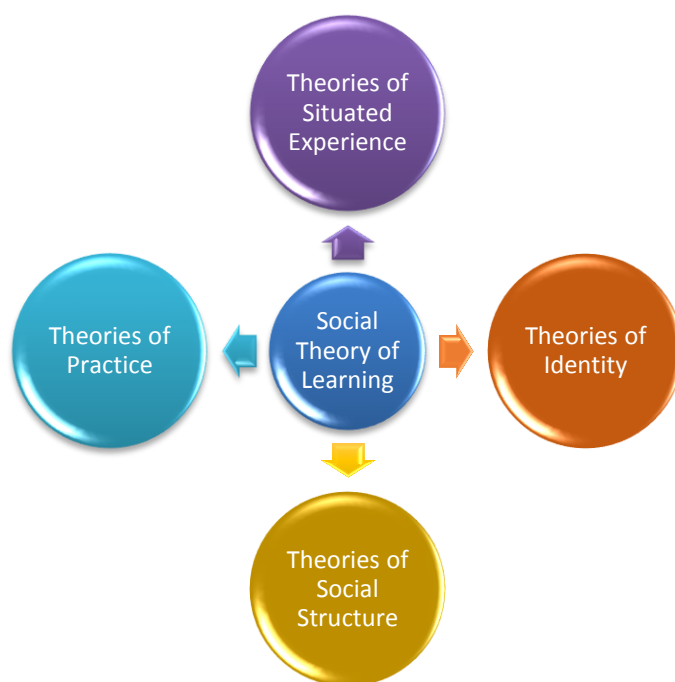 Theories of
Situated
Experience
Theories of
Practice
Social
Theory of
Learning
Theories of
Identity
Theories of
Social
Structure